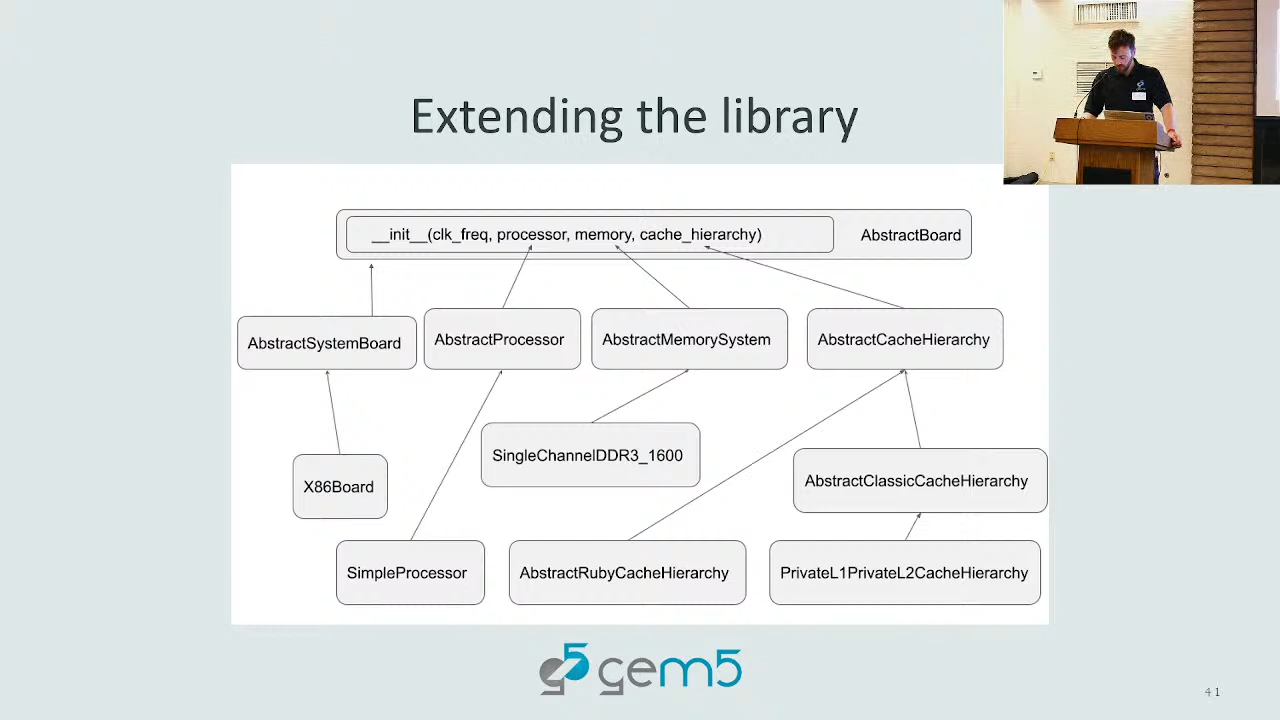 Extending the library
__init__(clk_freq, processor, memory, cache_hierarchy)
AbstractBoard
AbstractSystemBoard
AbstractProcessor
AbstractMemorySystem
AbstractCacheHierarchy
SingleChannelDDR3_1600
X86Board
AbstractClassicCacheHierarchy
SimpleProcessor
AbstractRubyCacheHierarchy
PrivateL1PrivateL2CacheHierarchy
g5 gem5
41